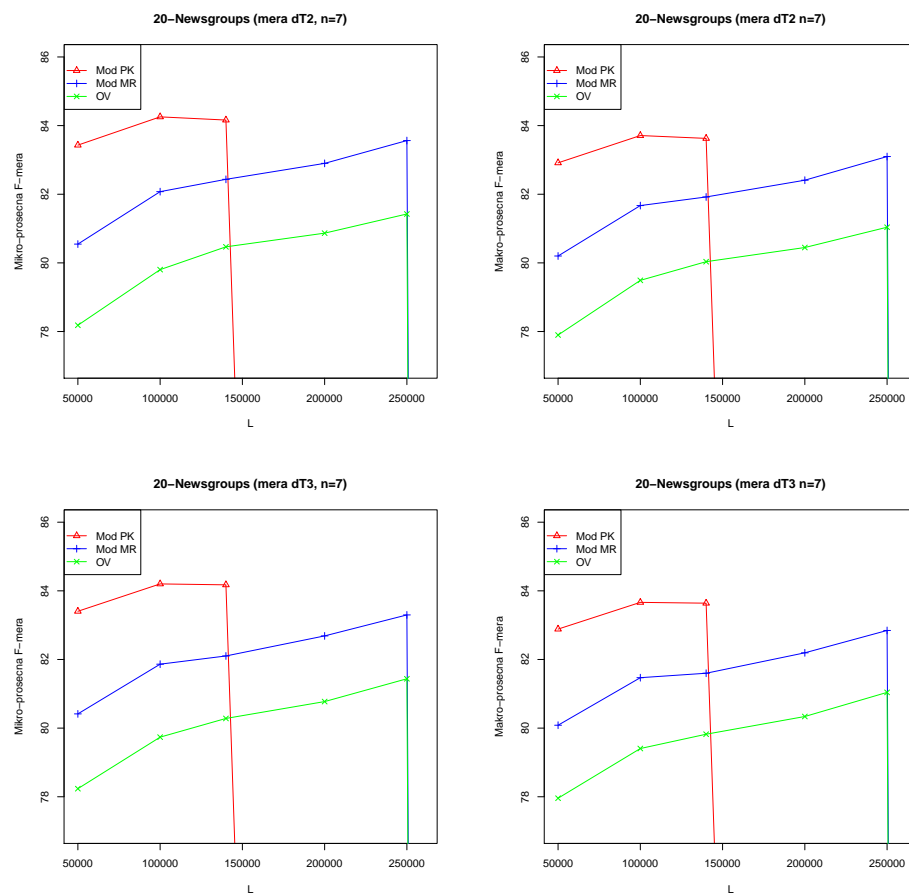 20−Newsgroups (mera dT2, n=7)
Mikro−prosecna F−mera
86
84
82
80
78
Mod PK
Mod MR
OV
50000 100000 150000 200000 250000
L
20−Newsgroups (mera dT2 n=7)
Makro−prosecna F−mera
86
84
82
80
78
Mod PK
Mod MR
OV
50000 100000 150000 200000 250000
L
20−Newsgroups (mera dT3, n=7)
Mikro−prosecna F−mera
86
84
82
80
78
Mod PK
Mod MR
OV
50000 100000 150000 200000 250000
L
20−Newsgroups (mera dT3 n=7)
Makro−prosecna F−mera
86
84
82
80
78
Mod PK
Mod MR
OV
50000 100000 150000 200000 250000
L